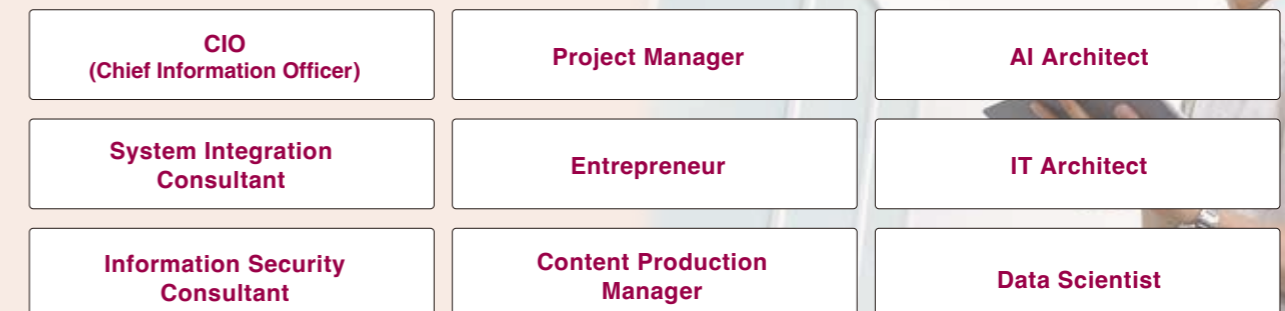 CIO
(Chief Information Officer)
Project Manager
AI Architect
System Integration
Consultant
Entrepreneur
IT Architect
Information Security
Consultant
Content Production
Manager
Data Scientist